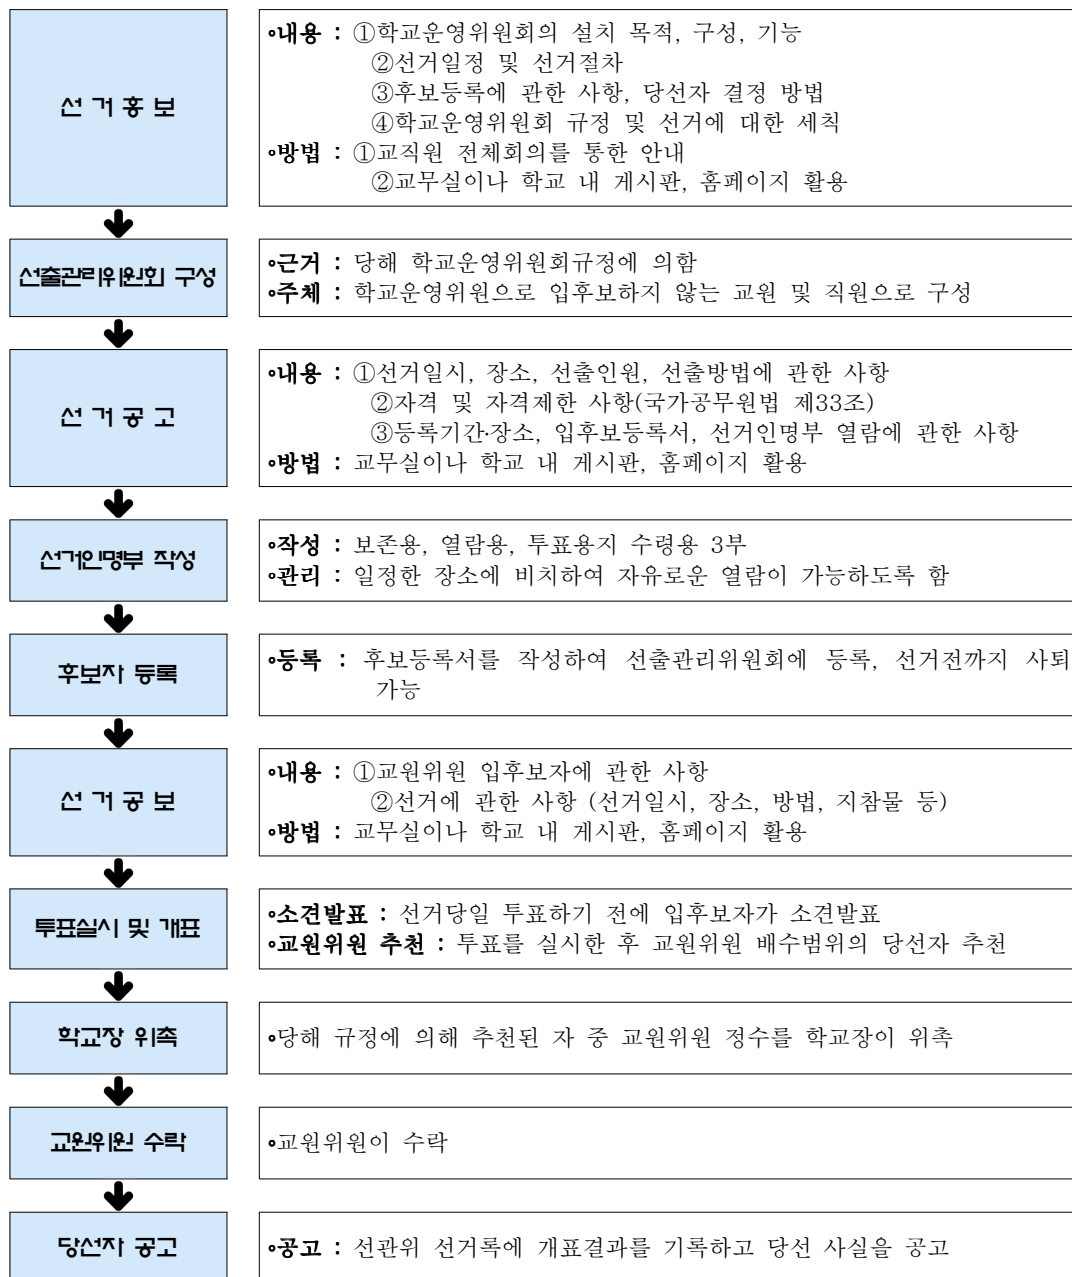 선 거 홍 보
∘내용 : ①학교운영위원회의 설치 목적, 구성, 기능
②선거일정 및 선거절차
③후보등록에 관한 사항, 당선자 결정 방법
④학교운영위원회 규정 및 선거에 대한 세칙
∘방법 : ①교직원 전체회의를 통한 안내
②교무실이나 학교 내 게시판, 홈페이지 활용
선출관리위원회 구성
∘근거 : 당해 학교운영위원회규정에 의함
∘주체 : 학교운영위원으로 입후보하지 않는 교원 및 직원으로 구성
선 거 공 고
∘내용 : ①선거일시, 장소, 선출인원, 선출방법에 관한 사항
②자격 및 자격제한 사항(국가공무원법 제33조)
③등록기간·장소, 입후보등록서, 선거인명부 열람에 관한 사항
∘방법 : 교무실이나 학교 내 게시판, 홈페이지 활용
선거인명부 작성
∘작성 : 보존용, 열람용, 투표용지 수령용 3부
∘관리 : 일정한 장소에 비치하여 자유로운 열람이 가능하도록 함
후보자 등록
∘등록 : 후보등록서를 작성하여 선출관리위원회에 등록, 선거전까지 사퇴
가능
선 거 공 보
∘내용 : ①교원위원 입후보자에 관한 사항
②선거에 관한 사항 (선거일시, 장소, 방법, 지참물 등)
∘방법 : 교무실이나 학교 내 게시판, 홈페이지 활용
투표실시 및 개표
∘소견발표 : 선거당일 투표하기 전에 입후보자가 소견발표
∘교원위원 추천 : 투표를 실시한 후 교원위원 배수범위의 당선자 추천
학교장 위촉
∘당해 규정에 의해 추천된 자 중 교원위원 정수를 학교장이 위촉
교원위원 수락
∘교원위원이 수락
당선자 공고
∘공고 : 선관위 선거록에 개표결과를 기록하고 당선 사실을 공고